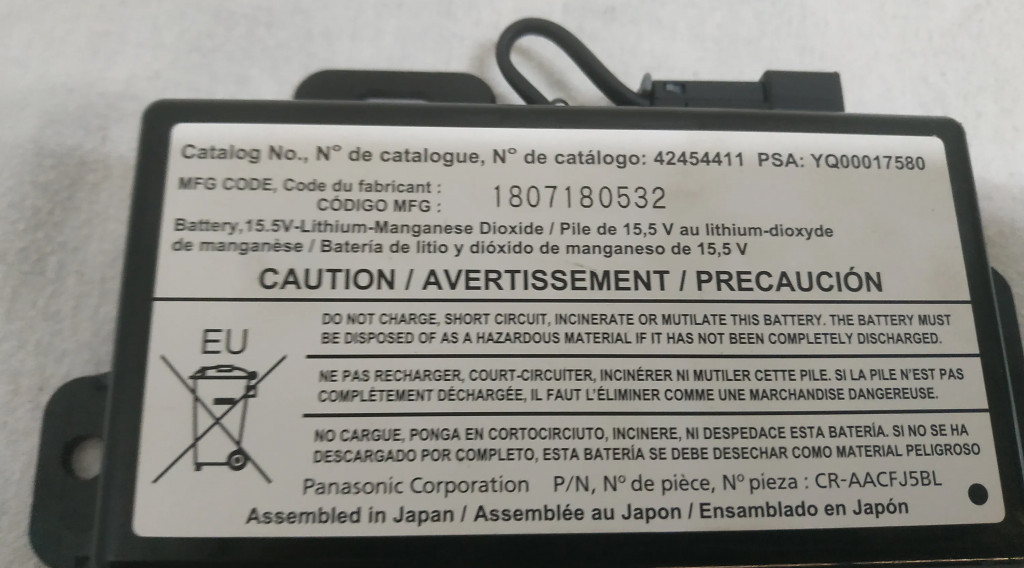 Catalog No., Nº de catalogue, Nº de catálogo: 42454411 PSA: YQ00017580
MFG CODE, Code du fabricant :
CÓDIGO MFG :
1807180532
Battery,15.5V-Lithium-Manganese Dioxide / Pile de 15,5 V au lithium-dioxyde
de manganèse / Batería de litio y dióxido de manganeso de 15,5 V
CAUTION / AVERTISSEMENT / PRECAUCIÓN
EU
DO NOT CHARGE, SHORT CIRCUIT, INCINERATE OR MUTILATE THIS BATTERY. THE BATTERY MUST
BE DISPOSED OF AS A HAZARDOUS MATERIAL IF IT HAS NOT BEEN COMPLETELY DISCHARGED.
NE PAS RECHARGER, COURT-CIRCUITER, INCINÉRER NI MUTILER CETTE PILE. SI LA PILE N'EST PAS
COMPLÈTEMENT DÉCHARGÉE, IL FAUT L'ÉLIMINER COMME UNE MARCHANDISE DANGEREUSE.
NO CARGUE, PONGA EN CORTOCIRCIUTO, INCINERE, NI DESPEDACE ESTA BATERÍA. SI NO SE HA
DESCARGADO POR COMPLETO, ESTA BATERÍA SE DEBE DESECHAR COMO MATERIAL PELIGROSO
Panasonic Corporation P/N, Nº de pièce, Nº pieza : CR-AACFJ5BL
Assembled in Japan / Assemblée au Japon / Ensamblado en Japón